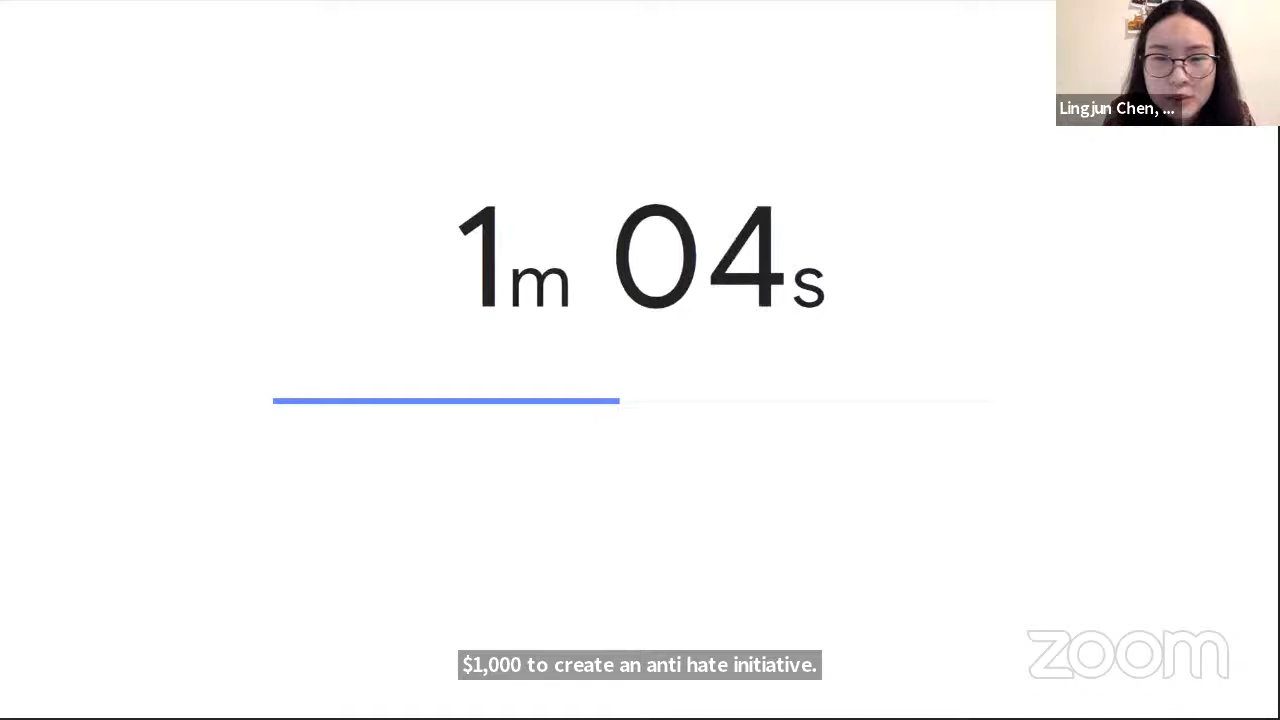 Lingjun Chen, ...
1m 04s
$1,000 to create an anti hate initiative.
zoom